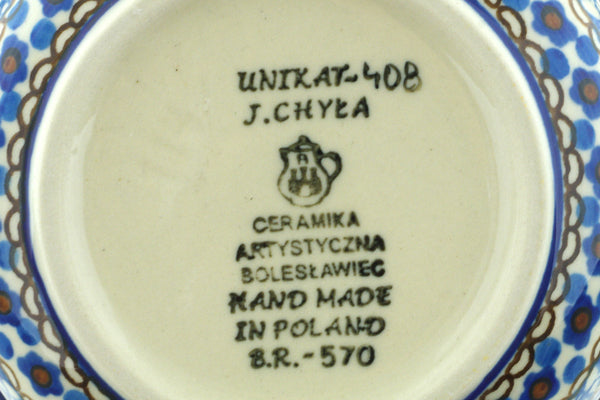 UNIKAT-408
J.CHYŁA
CERAMIKA
ARTYSTYCZNA
BOLESŁAWIEC
HAND MADE
IN POLAND
B.R.-570